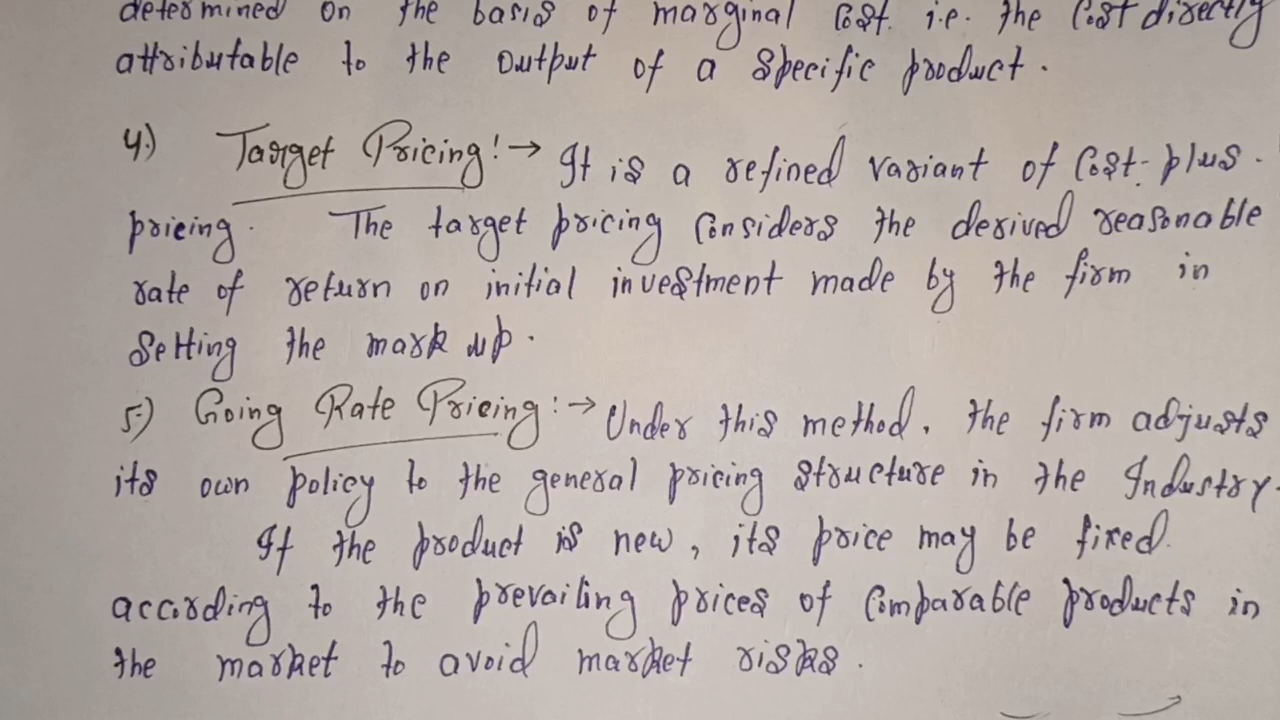 determined on the basis of marginal Cost. i.e. the Cost directly
attributable to the output of a Specific product.
4.) Target Pricing:→ It is a refined variant of Cost-plus-
pricing. The target pricing Considers the derived reasonable
rate of return on initial investment made by the firm in
Setting the mark up.
5.) Going Rate Pricing:→ Under this method, the firm adjusts
its own policy to the general pricing Structure in the Industry.
If the product is new, its price may be fixed.
according to the prevailing prices of Comparable products in
the market to avoid market risks.